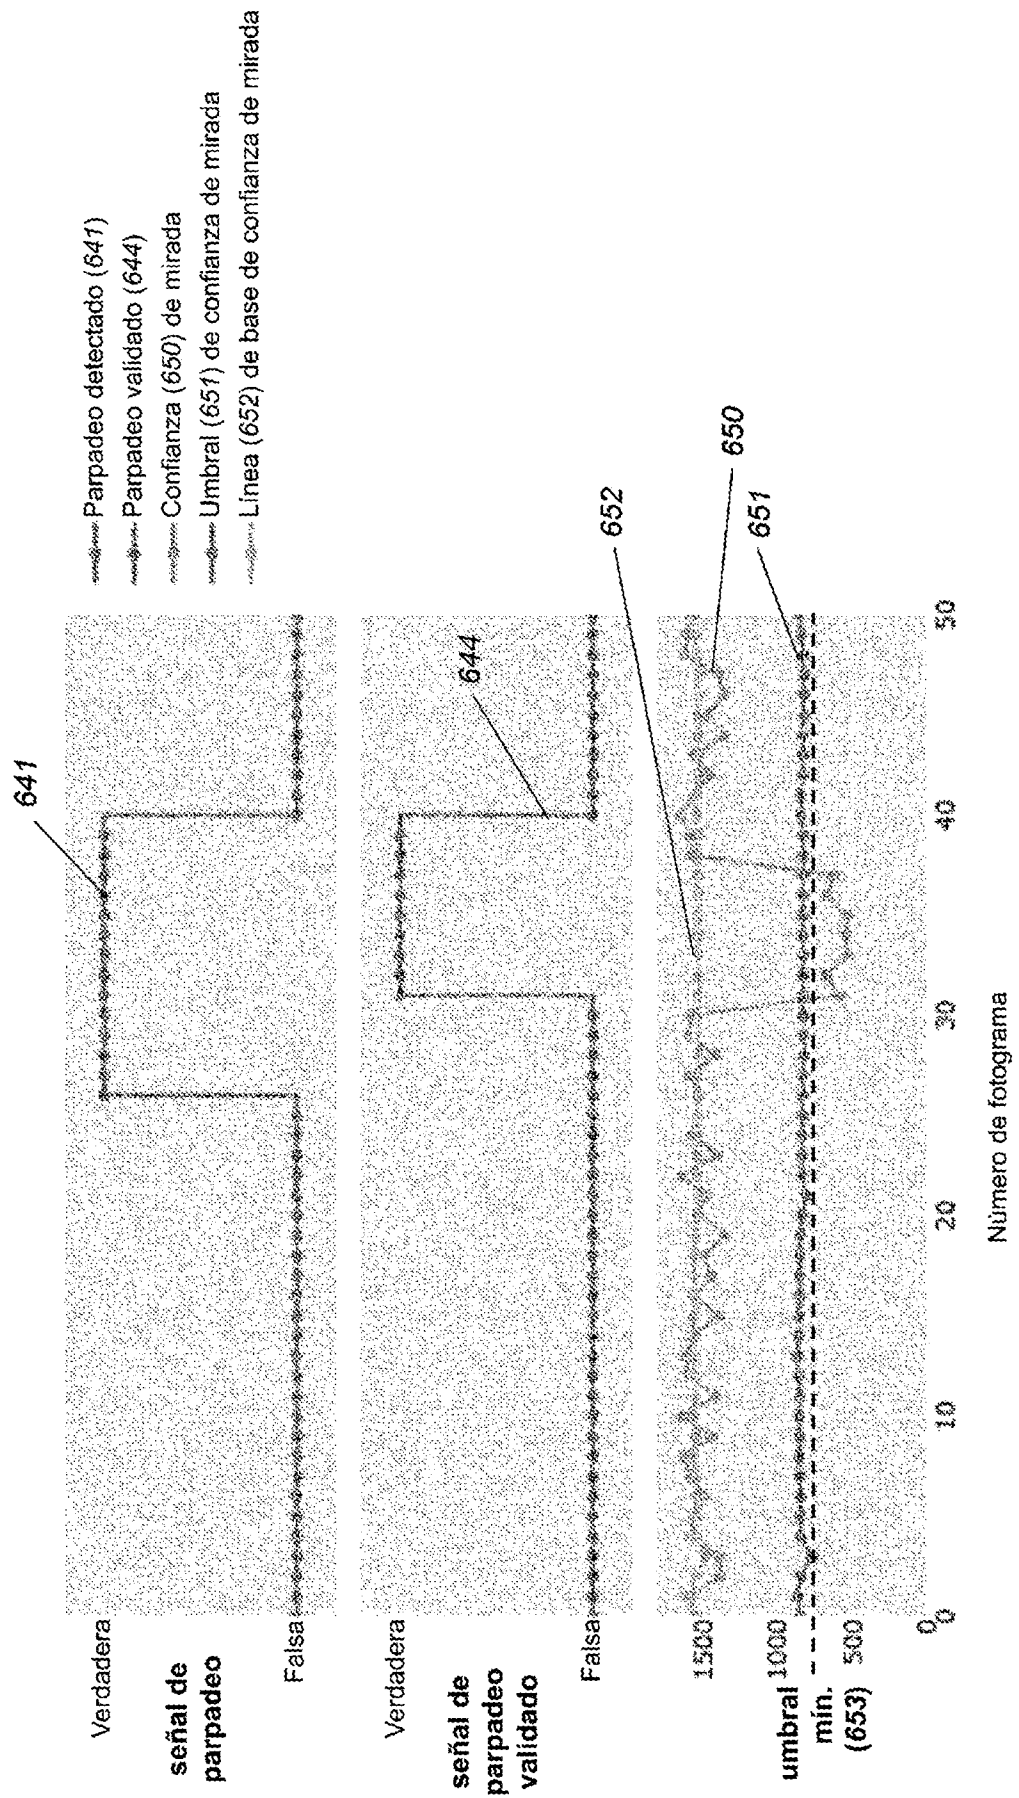 Parpadeo detectado (641)
Parpadeo validado (644)
Confianza (650) de mirada
Umbral (651) de confianza de mirada
Línea (652) de base de confianza de mirada
641
Verdadera
señal de
parpadeo
Falsa
644
Verdadera
señal de
parpadeo
validado
Falsa
652
650
651
1500
1000
500
0
umbral
mín.
(653)
0
10
20
30
40
50
Número de fotograma